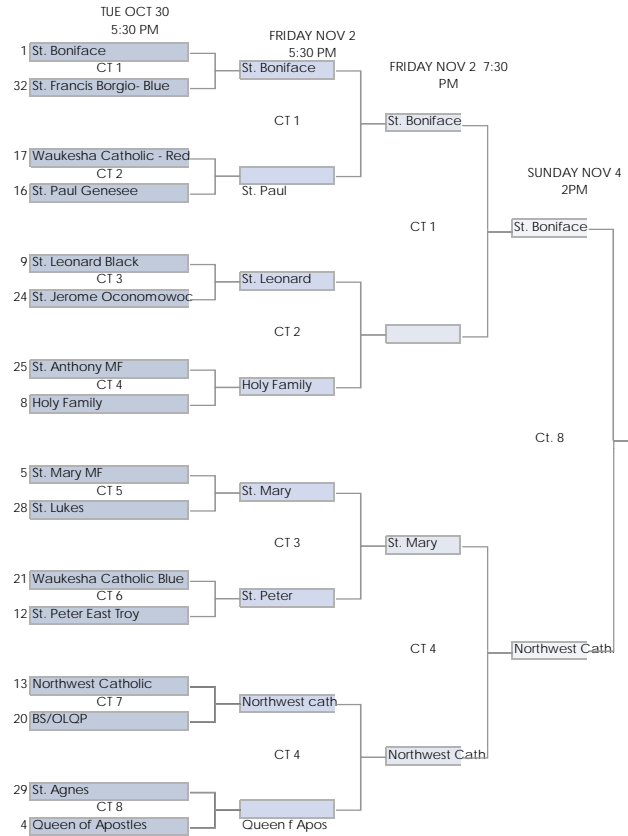 TUE OCT 30
5:30 PM
FRIDAY NOV 2
5:30 PM
FRIDAY NOV 2 7:30
PM
SUNDAY NOV 4
2PM
1 St. Boniface
CT 1
32 St. Francis Borgio- Blue
17 Waukesha Catholic - Red
CT 2
16 St. Paul Genesee
9 St. Leonard Black
CT 3
24 St. Jerome Oconomowoc
25 St. Anthony MF
CT 4
8 Holy Family
5 St. Mary MF
CT 5
28 St. Lukes
21 Waukesha Catholic Blue
CT 6
12 St. Peter East Troy
13 Northwest Catholic
CT 7
20 BS/OLQP
29 St. Agnes
CT 8
4 Queen of Apostles
St. Boniface
CT 1
St. Paul
St. Leonard
CT 2
Holy Family
St. Mary
CT 3
St. Peter
Northwest cath
CT 4
Queen f Apos
St. Boniface
CT 1
St. Mary
CT 4
Northwest Cath
St. Boniface
Ct. 8
Northwest Cath